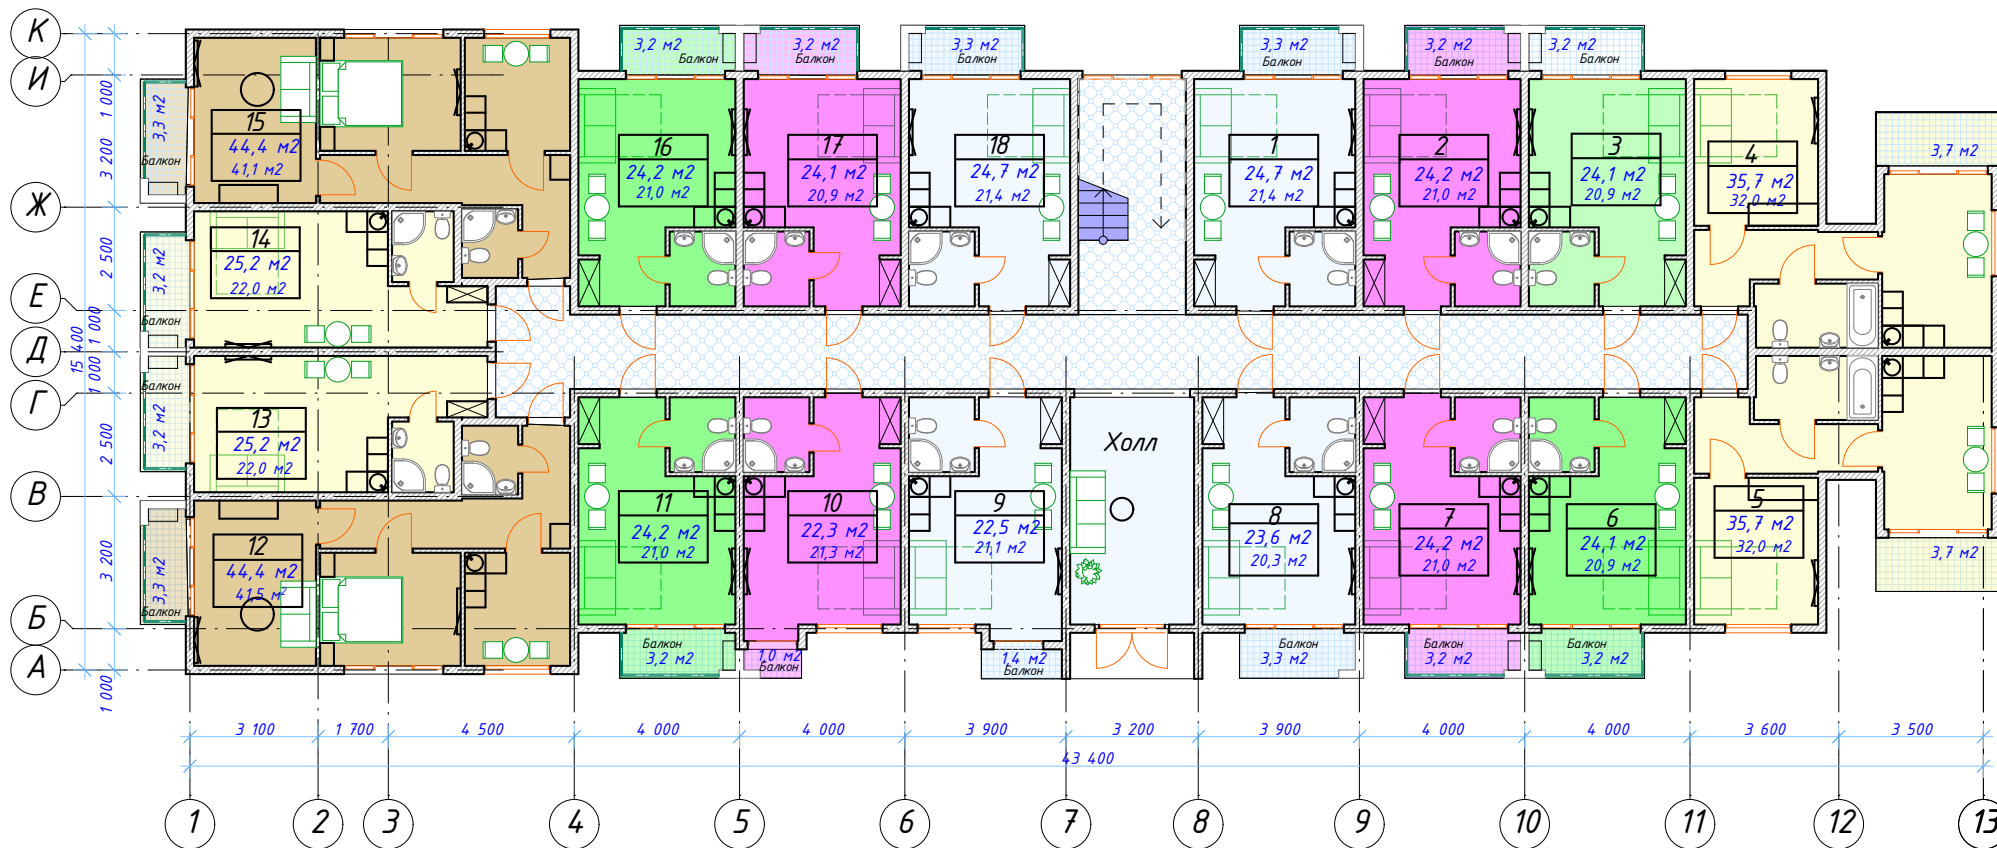 К
И
Ж
Е
Д
Г
В
Б
А
1 000
3 200
2 500
1 000
15 400
1 000
2 500
3 200
1 000
3,2 м2
Балкон
3,2 м2
Балкон
3,3 м2
Балкон
3,3 м2
Балкон
3,2 м2
Балкон
3,2 м2
Балкон
3,3 м2
Балкон
15
44,4 м2
41,1 м2
16
24,2 м2
21,0 м2
17
24,1 м2
20,9 м2
18
24,7 м2
21,4 м2
1
24,7 м2
21,4 м2
2
24,2 м2
21,0 м2
3
24,1 м2
20,9 м2
4
35,7 м2
32,0 м2
3,7 м2
3,2 м2
Балкон
14
25,2 м2
22,0 м2
Балкон
3,2 м2
13
25,2 м2
22,0 м2
Холл
3,3 м2
Балкон
12
44,4 м2
41,5 м2
11
24,2 м2
21,0 м2
10
22,3 м2
21,3 м2
9
22,5 м2
21,1 м2
8
23,6 м2
20,3 м2
7
24,2 м2
21,0 м2
6
24,1 м2
20,9 м2
5
35,7 м2
32,0 м2
3,7 м2
Балкон
3,2 м2
1,0 м2
Балкон
1,4 м2
Балкон
Балкон
3,3 м2
Балкон
3,2 м2
Балкон
3,2 м2
3 100
1 700
4 500
4 000
4 000
3 900
3 200
3 900
4 000
4 000
3 600
3 500
43 400
1
2
3
4
5
6
7
8
9
10
11
12
13